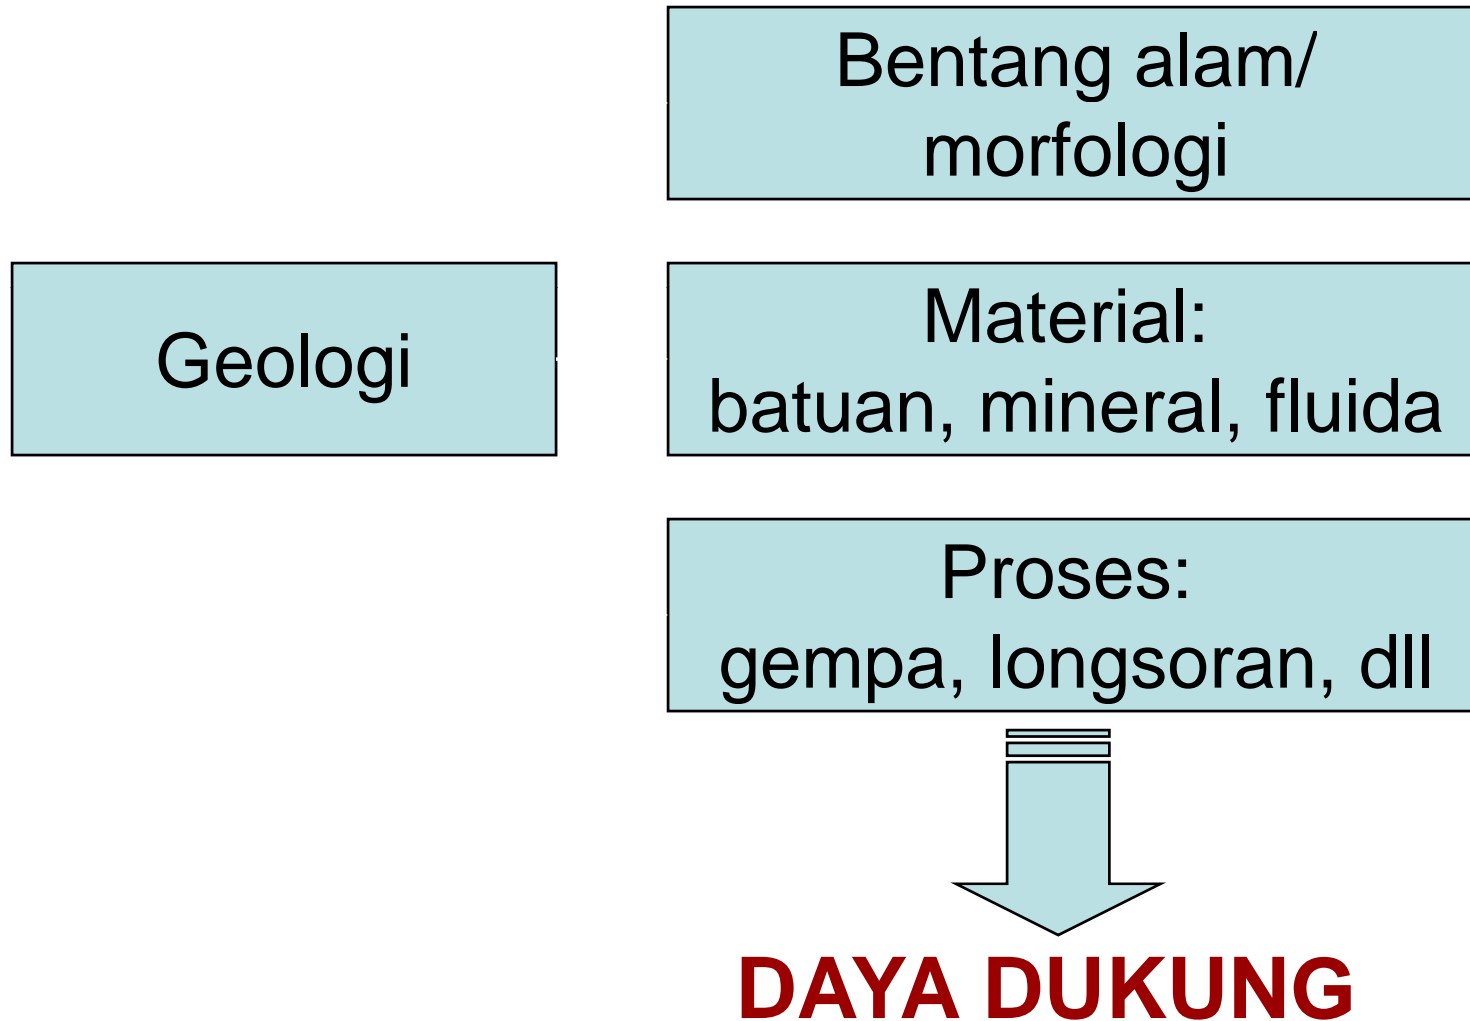 Bentang alam/
morfologi
Geologi
Material:
batuan, mineral, fluida
Proses:
gempa, longsoran, dll
DAYA DUKUNG